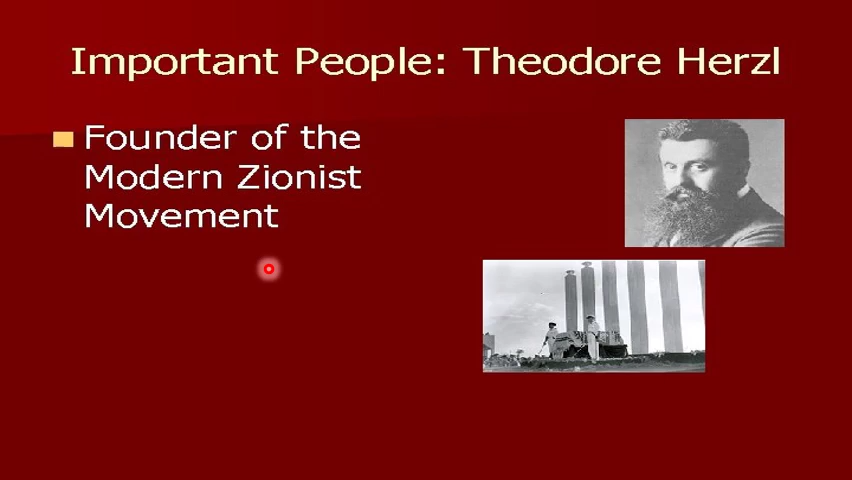 Important People: Theodore Herzl
Founder of the
Modern Zionist
Movement